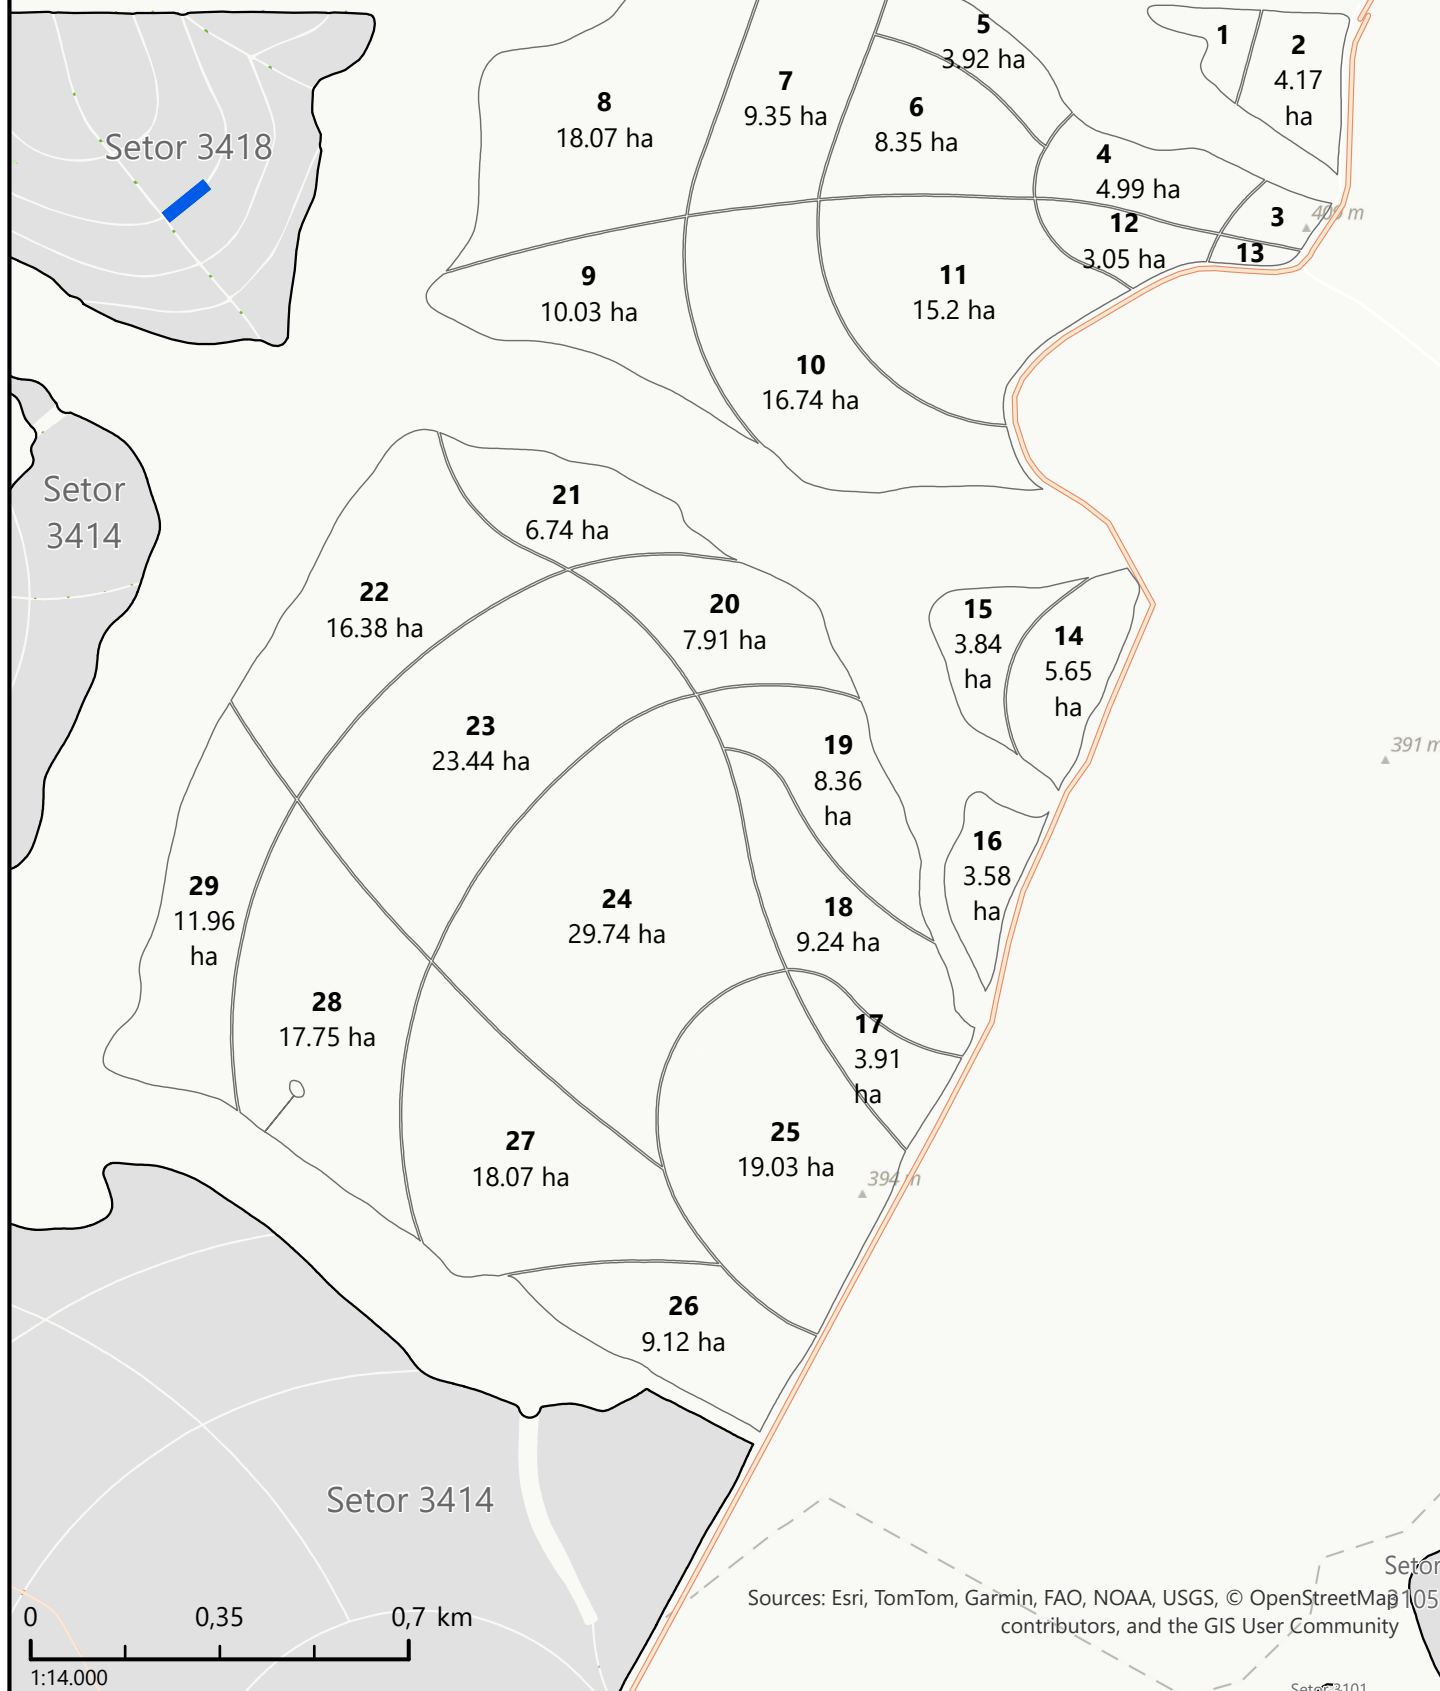 5
3.92 ha
1
2
4.17
ha
8
18.07 ha
7
9.35 ha
6
8.35 ha
Setor 3418
4
4.99 ha
3
409 m
12
3.05 ha
13
9
10.03 ha
11
15.2 ha
10
16.74 ha
Setor
3414
21
6.74 ha
22
16.38 ha
20
7.91 ha
15
3.84
ha
14
5.65
ha
23
23.44 ha
19
8.36
ha
391 m
16
3.58
ha
29
11.96
ha
24
29.74 ha
18
9.24 ha
28
17.75 ha
17
3.91
ha
27
18.07 ha
25
19.03 ha
394 m
26
9.12 ha
Setor 3414
Setor
3105
Sources: Esri, TomTom, Garmin, FAO, NOAA, USGS, © OpenStreetMap
contributors, and the GIS User Community
0 0,35 0,7 km
1:14.000
Setor 3101